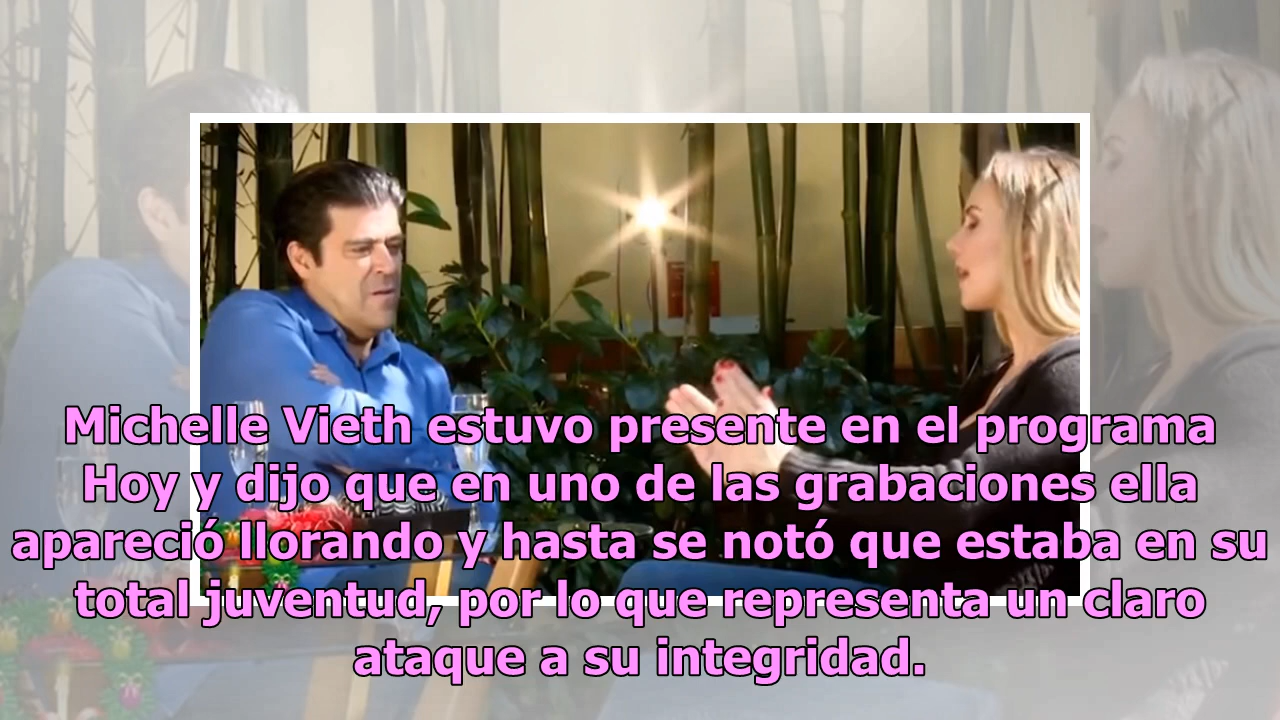 Michelle Vieth estuvo presente en el programa
Hoy y dijo que en uno de las grabaciones ella
apareció llorando y hasta se notó que estaba en su
total juventud, por lo que representa un claro
ataque a su integridad.